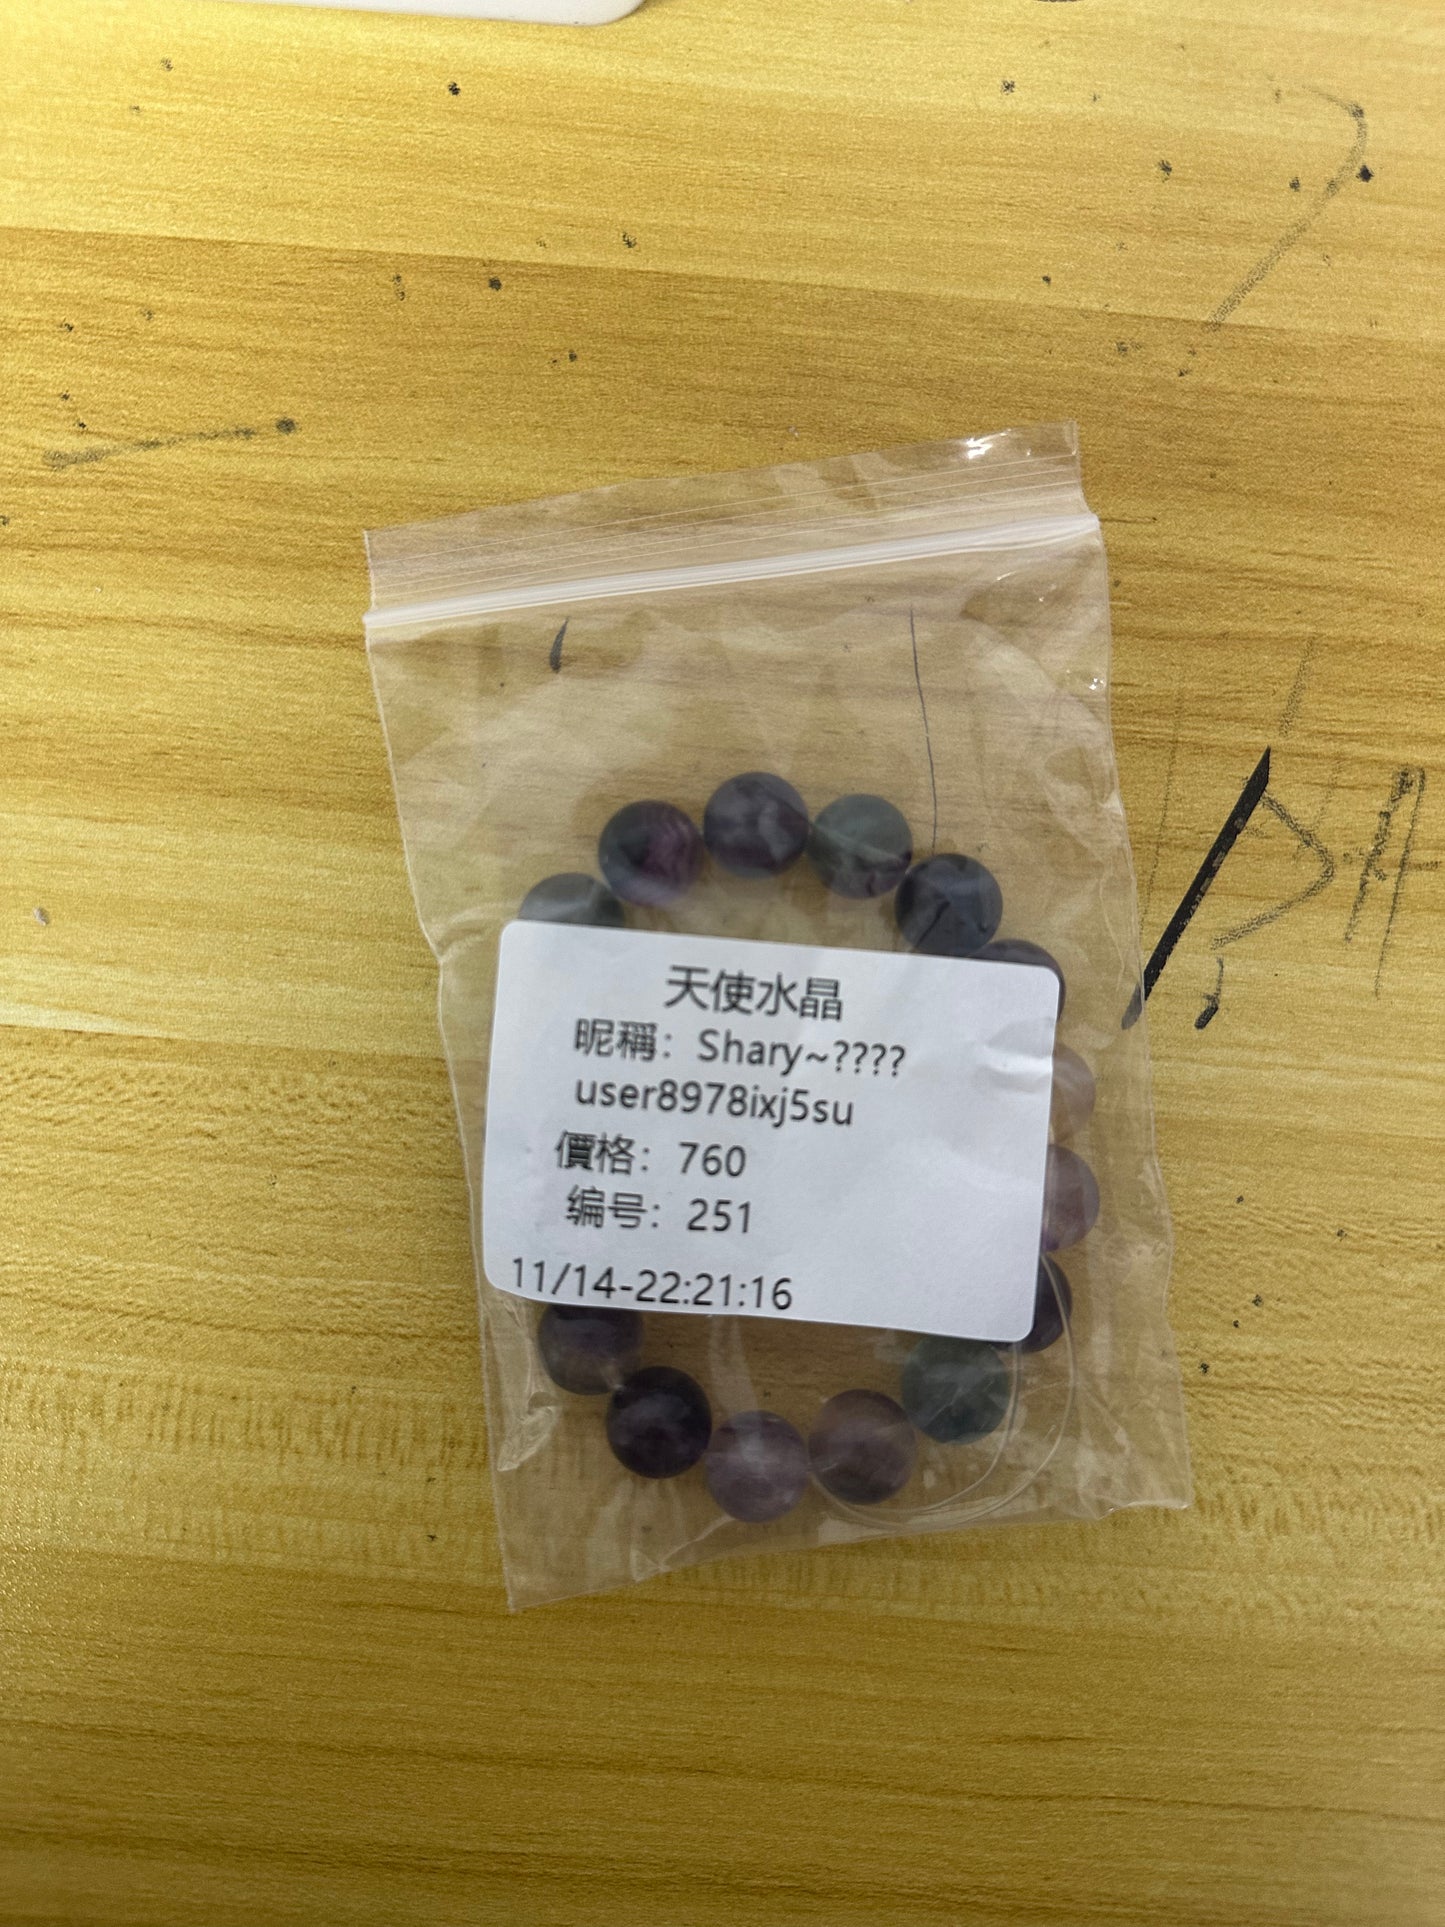 天使水晶
昵稱：Shary~????
user8978ixj5su
價格：760
编号：251
11/14-22:21:16